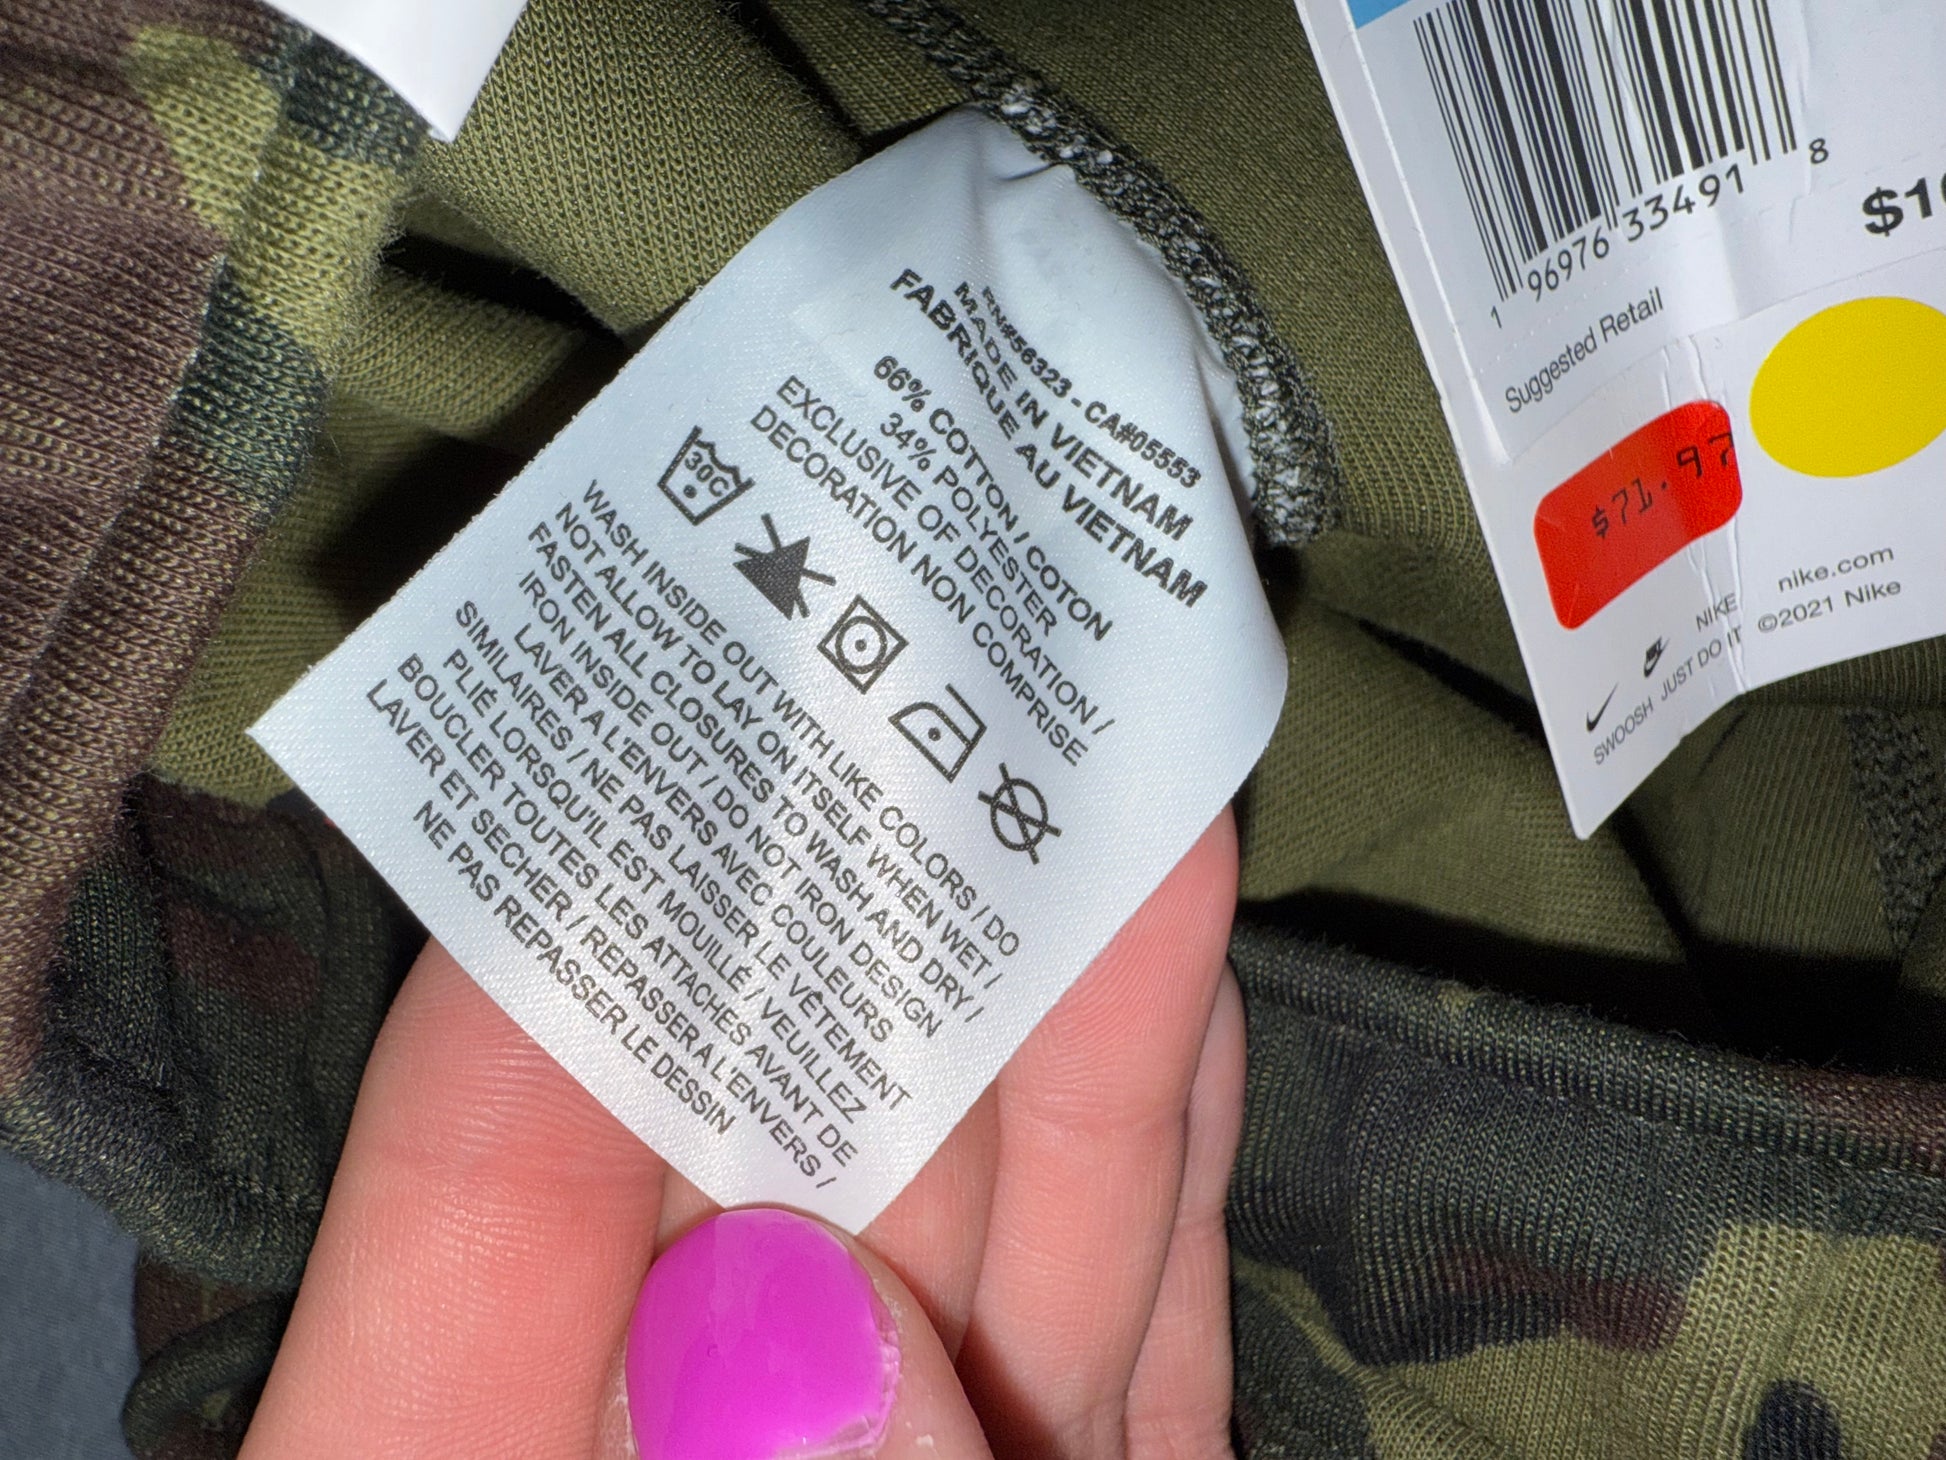 RN#56323 - CA#05553
MADE IN VIETNAM
FABRIQUE AU VIETNAM
66% COTTON / COTON
34% POLYESTER
EXCLUSIVE OF DECORATION /
DECORATION NON COMPRISE
30C
WASH INSIDE OUT WITH LIKE COLORS / DO
NOT ALLOW TO LAY ON ITSELF WHEN WET /
FASTEN ALL CLOSURES TO WASH AND DRY /
IRON INSIDE OUT / DO NOT IRON DESIGN
LAVER A L'ENVERS AVEC COULEURS
SIMILAIRES / NE PAS LAISSER LE VÊTEMENT
PLIÉ LORSQU'IL EST MOUILLÉ / VEUILLEZ
BOUCLER TOUTES LES ATTACHES AVANT DE
LAVER ET SECHER / REPASSER A L'ENVERS /
NE PAS REPASSER LE DESSIN
1 96976 33491 8
Suggested Retail
$71.97
nike.com
©2021 Nike
NIKE
SWOOSH JUST DO IT